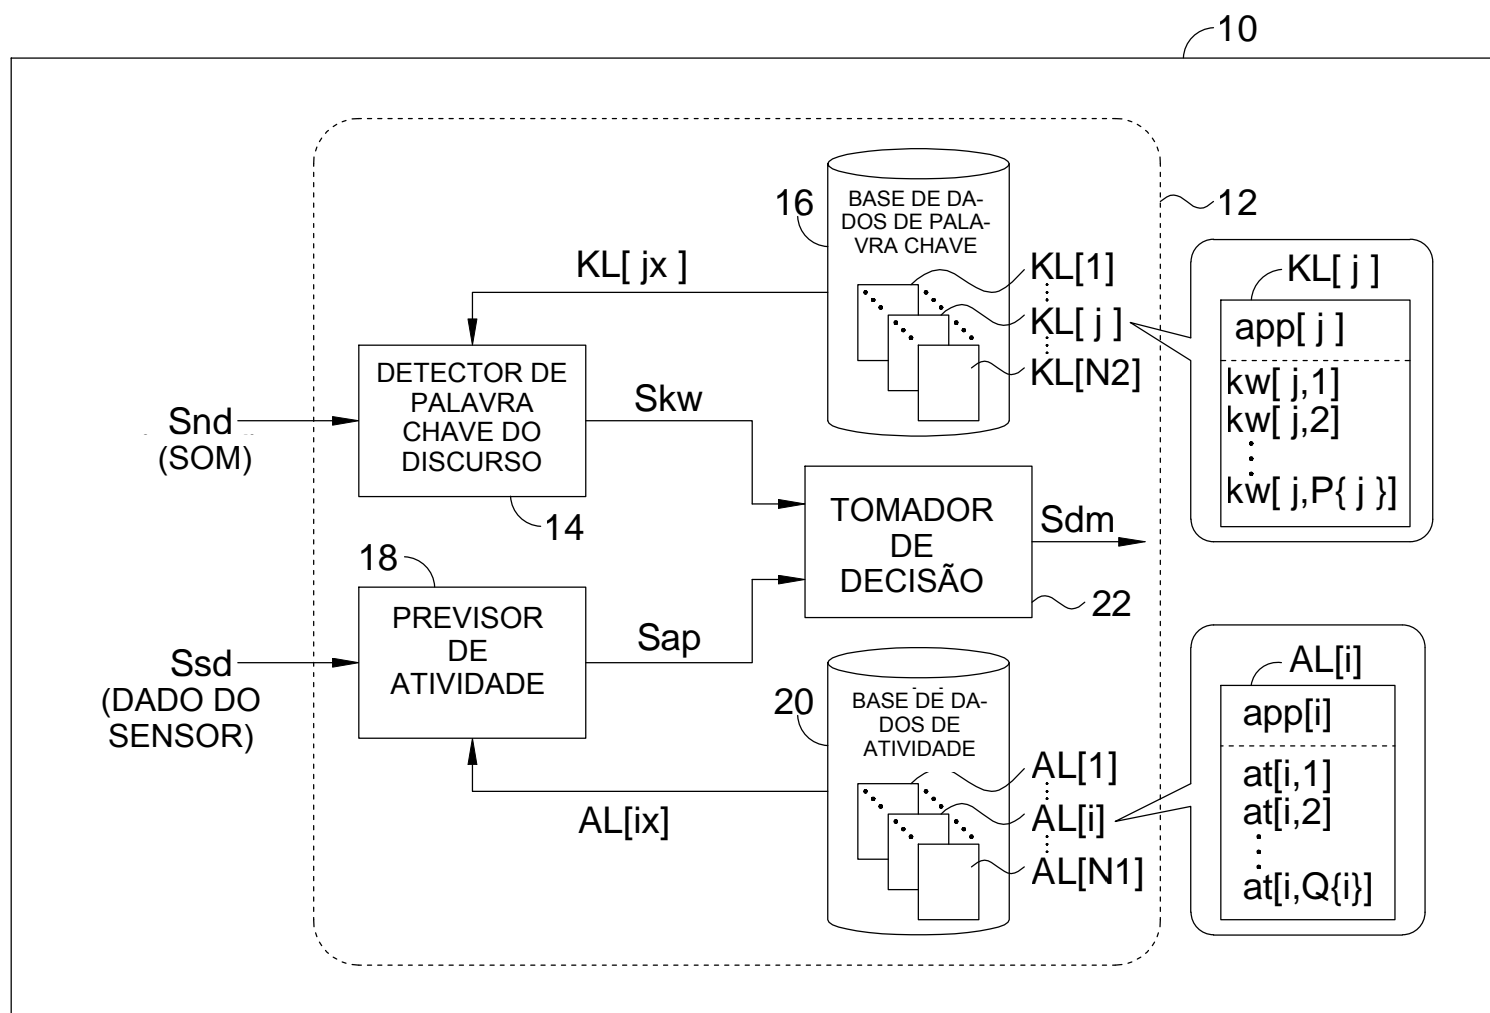 10
12
16
BASE DE DA-
DOS DE PALA-
VRA CHAVE
KL[1]
KL[ j ]
KL[N2]
KL[ jx ]
KL[ j ]
app[ j ]
kw[ j,1]
kw[ j,2]
kw[ j,P{ j }]
DETECTOR DE
PALAVRA
CHAVE DO
DISCURSO
14
Snd
(SOM)
Skw
TOMADOR
DE
DECISÃO
22
Sdm
18
PREVISOR
DE
ATIVIDADE
Ssd
(DADO DO
SENSOR)
Sap
20
BASE DE DA-
DOS DE
ATIVIDADE
AL[1]
AL[i]
AL[N1]
AL[ix]
AL[i]
app[i]
at[i,1]
at[i,2]
at[i,Q{i}]